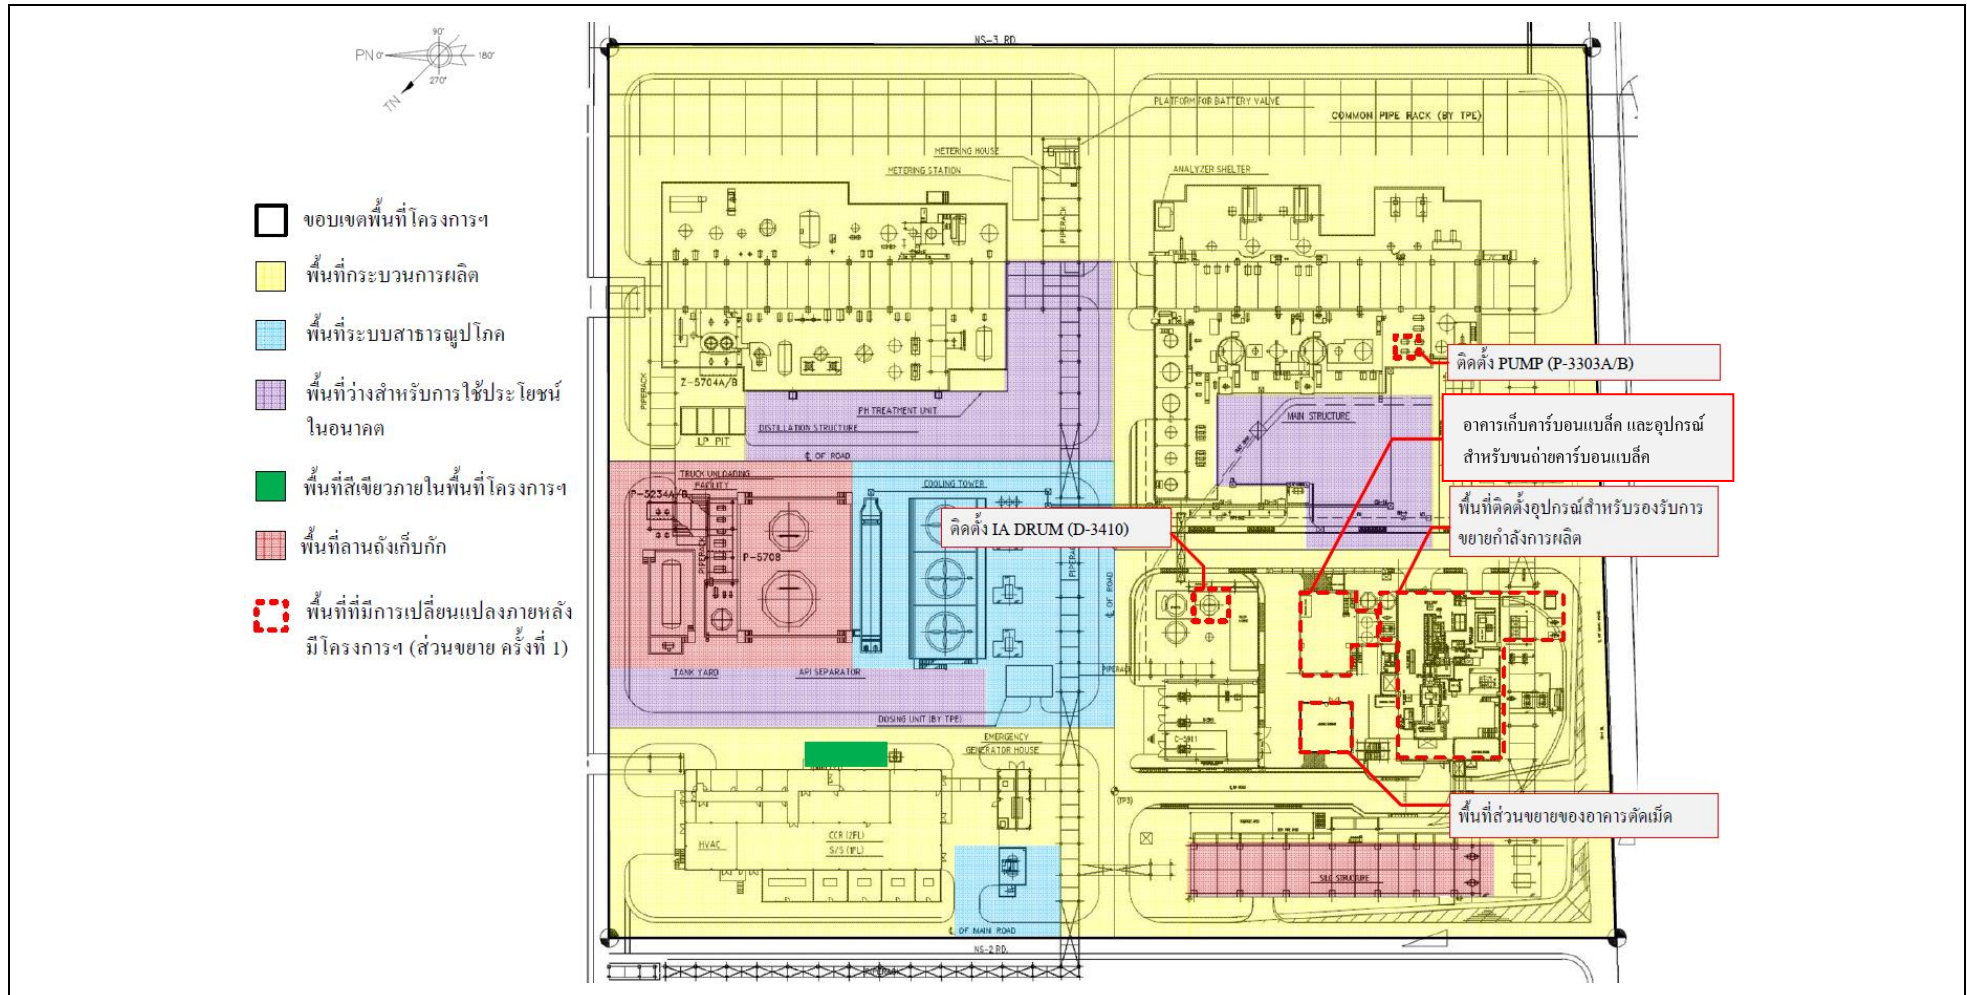 90°
PN 0°
180°
270°
TN
ขอบเขตพื้นที่โครงการฯ
พื้นที่กระบวนการผลิต
พื้นที่ระบบสาธารณูปโภค
พื้นที่ว่างสำหรับการใช้ประโยชน์
ในอนาคต
พื้นที่สีเขียวภายในพื้นที่โครงการฯ
พื้นที่ลานถังเก็บกัก
พื้นที่ที่มีการเปลี่ยนแปลงภายหลัง
มีโครงการฯ (ส่วนขยาย ครั้งที่ 1)
NS-3 RD.
PLATFORM FOR BATTERY VALVE
COMMON PIPE RACK (BY TPE)
METERING HOUSE
METERING STATION
ANALYZER SHELTER
PIPERACK
Z-5704A/B
PIPERACK
LP PIT
PH TREATMENT UNIT
DISTILLATION STRUCTURE
℄ OF ROAD
MAIN STRUCTURE
ติดตั้ง PUMP (P-3303A/B)
อาคารเก็บคาร์บอนแบล็ค และอุปกรณ์
สำหรับขนถ่ายคาร์บอนแบล็ค
พื้นที่ติดตั้งอุปกรณ์สำหรับรองรับการ
ขยายกำลังการผลิต
TRUCK UNLOADING
FACILITY
P-5234A/B
PIPERACK
P-5708
COOLING TOWER
ติดตั้ง IA DRUM (D-3410)
PIPERACK
℄ OF ROAD
TANK YARD
API SEPARATOR
PIPERACK
DOSING UNIT (BY TPE)
EMERGENCY
GENERATOR HOUSE
C-5901
(TP3)
พื้นที่ส่วนขยายของอาคารตัดเม็ด
HVAC
CCR (2FL)
S/S (1FL)
SILO STRUCTURE
℄ OF MAIN ROAD
NS-2 RD.
PIPERACK